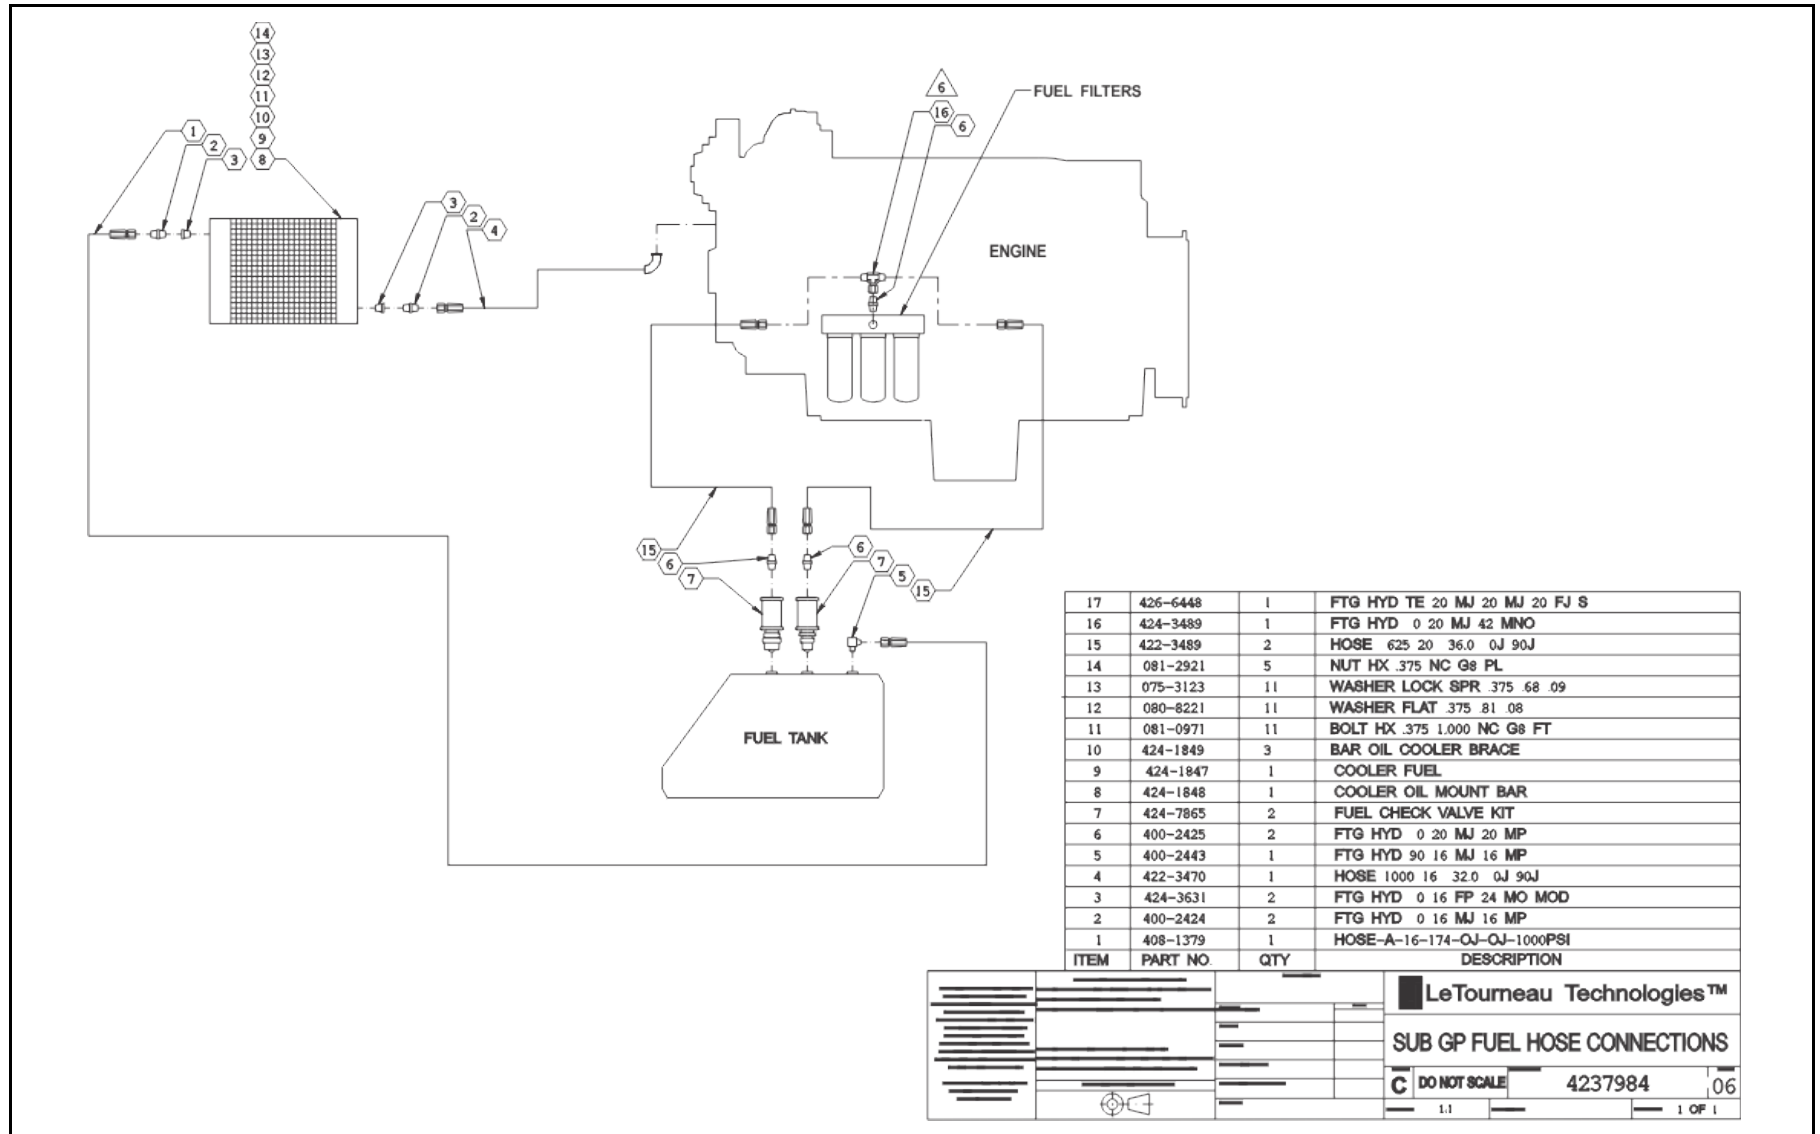 14
13
12
11
10
9
8
1
2
3
3
2
4
6
16
6
FUEL FILTERS
ENGINE
15
6
7
6
7
5
15
FUEL TANK
17 426-6448 1 FTG HYD TE 20 MJ 20 MJ 20 FJ S
16 424-3489 1 FTG HYD 0 20 MJ 42 MNO
15 422-3489 2 HOSE 625 20 36.0 0J 90J
14 081-2921 5 NUT HX .375 NC G8 PL
13 075-3123 11 WASHER LOCK SPR .375 .68 .09
12 080-8221 11 WASHER FLAT .375 .81 .08
11 081-0971 11 BOLT HX .375 1.000 NC G8 FT
10 424-1849 3 BAR OIL COOLER BRACE
9 424-1847 1 COOLER FUEL
8 424-1848 1 COOLER OIL MOUNT BAR
7 424-7865 2 FUEL CHECK VALVE KIT
6 400-2425 2 FTG HYD 0 20 MJ 20 MP
5 400-2443 1 FTG HYD 90 16 MJ 16 MP
4 422-3470 1 HOSE 1000 16 32.0 0J 90J
3 424-3631 2 FTG HYD 0 16 FP 24 MO MOD
2 400-2424 2 FTG HYD 0 16 MJ 16 MP
1 408-1379 1 HOSE-A-16-174-OJ-OJ-1000PSI
ITEM PART NO. QTY DESCRIPTION
LeTourneau Technologies™
SUB GP FUEL HOSE CONNECTIONS
C DO NOT SCALE 4237984 06
1:1 1 OF 1